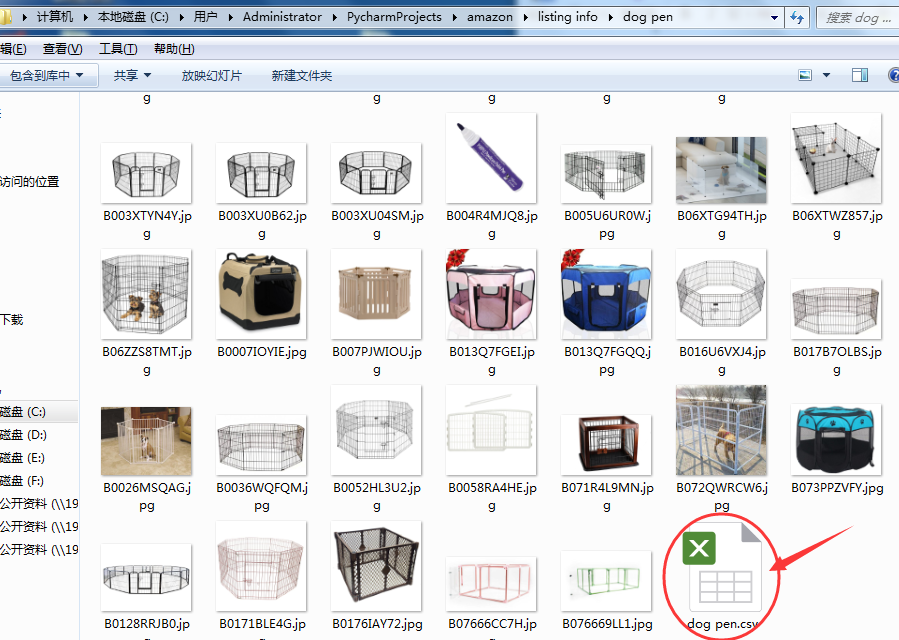 计算机 ▸ 本地磁盘 (C:) ▸ 用户 ▸ Administrator ▸ PycharmProjects ▸ amazon ▸ listing info ▸ dog pen
搜索 dog ...
辑(E) 查看(V) 工具(T) 帮助(H)
包含到库中 共享 放映幻灯片 新建文件夹
g g g g g
访问的位置
下载
磁盘 (C:)
磁盘 (D:)
磁盘 (E:)
磁盘 (F:)
公开资料 (\\19
公开资料 (\\19
公开资料 (\\19
B003XTYN4Y.jp
g
B003XU0B62.jp
g
B003XU04SM.jp
g
B004R4MJQ8.jp
g
B005U6UR0W.j
pg
B06XTG94TH.jp
g
B06XTWZ857.jp
g
B06ZZS8TMT.jp
g
B0007IOYIE.jpg
B007PJWIOU.jp
g
B013Q7FGEI.jp
g
B013Q7FGQQ.j
pg
B016U6VXJ4.jp
g
B017B7OLBS.jp
g
B0026MSQAG.j
pg
B0036WQFQM.j
pg
B0052HL3U2.jp
g
B0058RA4HE.jp
g
B071R4L9MN.jp
g
B072QWRCW6.j
pg
B073PPZVFY.jpg
B0128RRJB0.jp
B0171BLE4G.jp
B0176IAY72.jpg
B07666CC7H.jp
B076669LL1.jpg
X
dog pen.csv